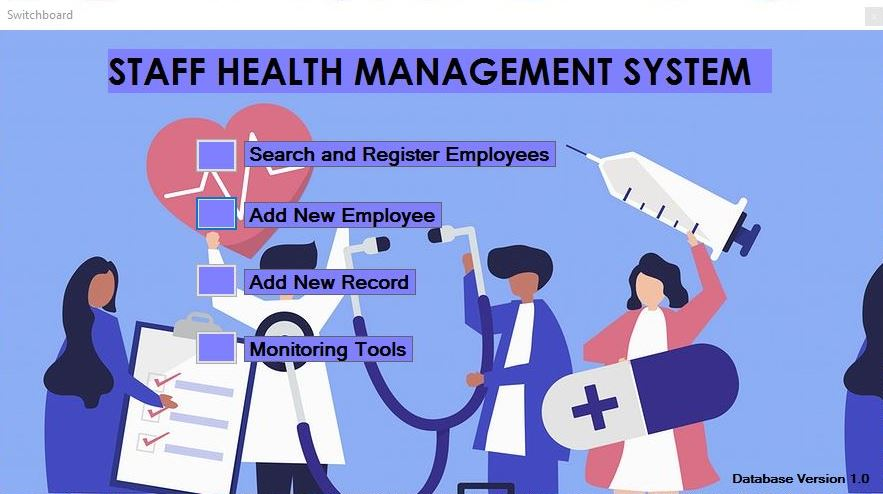 Switchboard
STAFF HEALTH MANAGEMENT SYSTEM
Search and Register Employees
Add New Employee
Add New Record
Monitoring Tools
Database Version 1.0